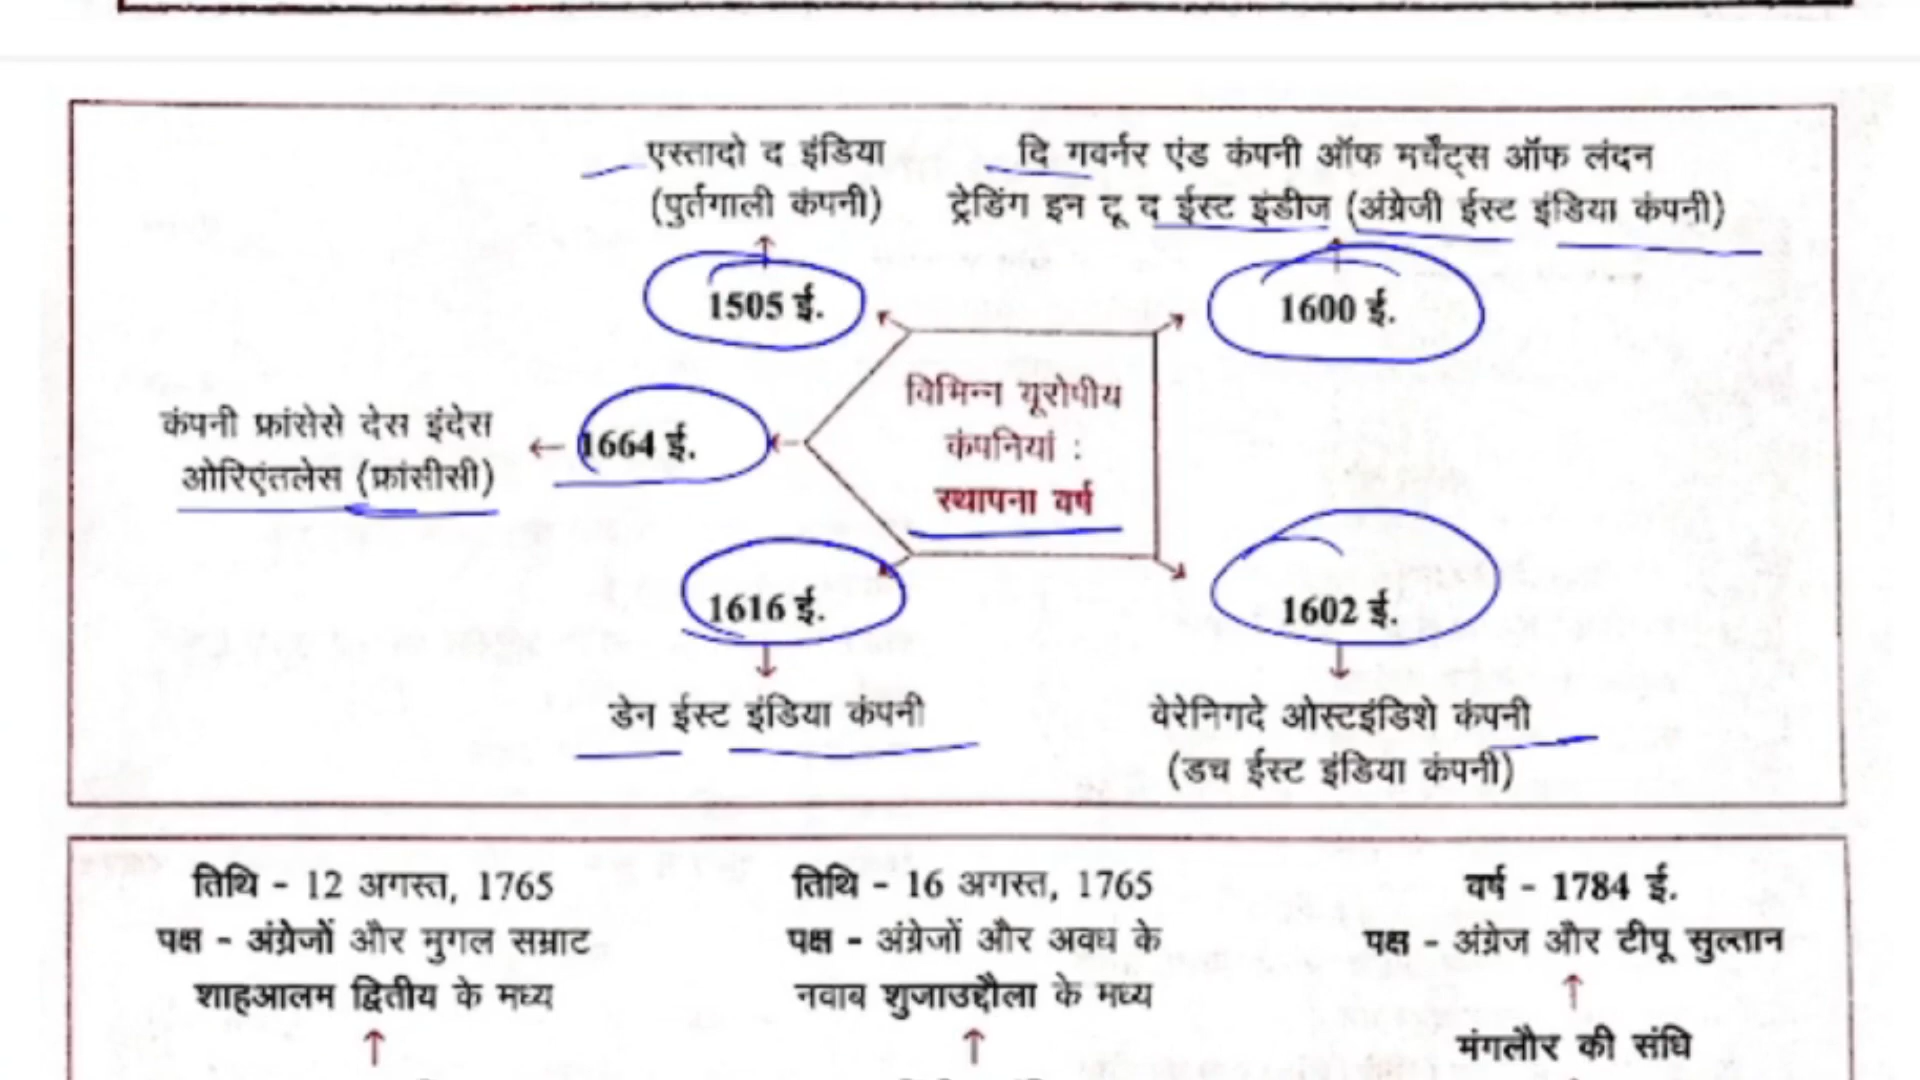 एस्तादो द इंडिया
(पुर्तगाली कंपनी)
दि गवर्नर एंड कंपनी ऑफ मर्चेंट्स ऑफ लंदन
ट्रेडिंग इन टू द ईस्ट इंडीज (अंग्रेजी ईस्ट इंडिया कंपनी)
1505 ई.
1600 ई.
विभिन्न यूरोपीय
कंपनियां :
स्थापना वर्ष
कंपनी फ्रांसेसे देस इंदेस
ओरिएंतलेस (फ्रांसीसी)
1664 ई.
1616 ई.
1602 ई.
डेन ईस्ट इंडिया कंपनी
वेरेनिगदे ओस्टइंडिशे कंपनी
(डच ईस्ट इंडिया कंपनी)
तिथि - 12 अगस्त, 1765
पक्ष - अंग्रेजों और मुगल सम्राट
शाहआलम द्वितीय के मध्य
तिथि - 16 अगस्त, 1765
पक्ष - अंग्रेजों और अवध के
नवाब शुजाउद्दौला के मध्य
वर्ष - 1784 ई.
पक्ष - अंग्रेज और टीपू सुल्तान
मंगलौर की संधि